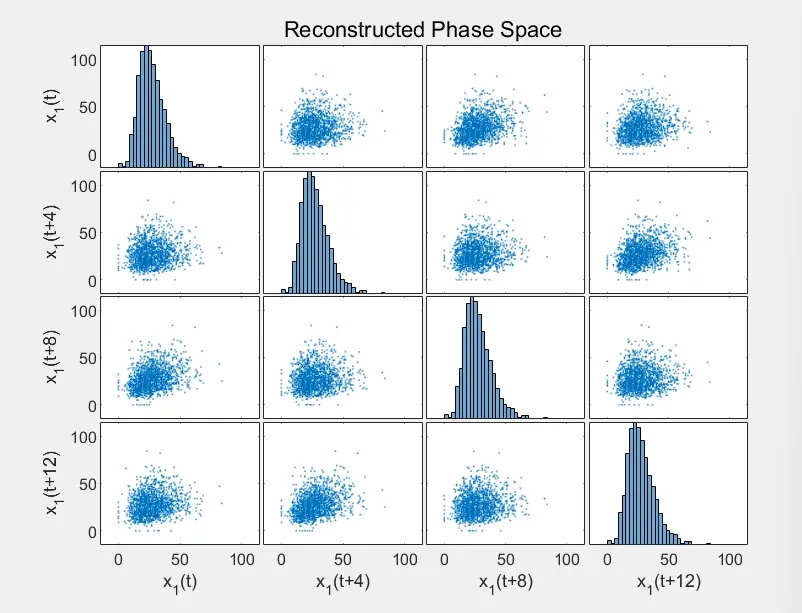 Reconstructed Phase Space
100
50
0
x₁(t)
100
50
0
x₁(t+4)
100
50
0
x₁(t+8)
100
50
0
x₁(t+12)
0 50 100 0 50 100 0 50 100 0 50 100
x₁(t) x₁(t+4) x₁(t+8) x₁(t+12)